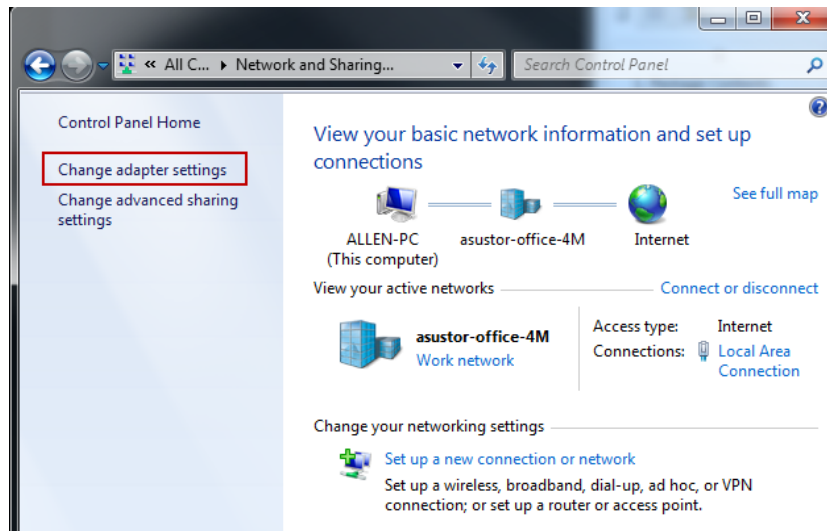 « All C... ▸ Network and Sharing...
Search Control Panel
Control Panel Home
Change adapter settings
Change advanced sharing
settings
View your basic network information and set up
connections
See full map
ALLEN-PC
(This computer)
asustor-office-4M
Internet
View your active networks
Connect or disconnect
asustor-office-4M
Work network
Access type:
Internet
Connections:
Local Area
Connection
Change your networking settings
Set up a new connection or network
Set up a wireless, broadband, dial-up, ad hoc, or VPN
connection; or set up a router or access point.